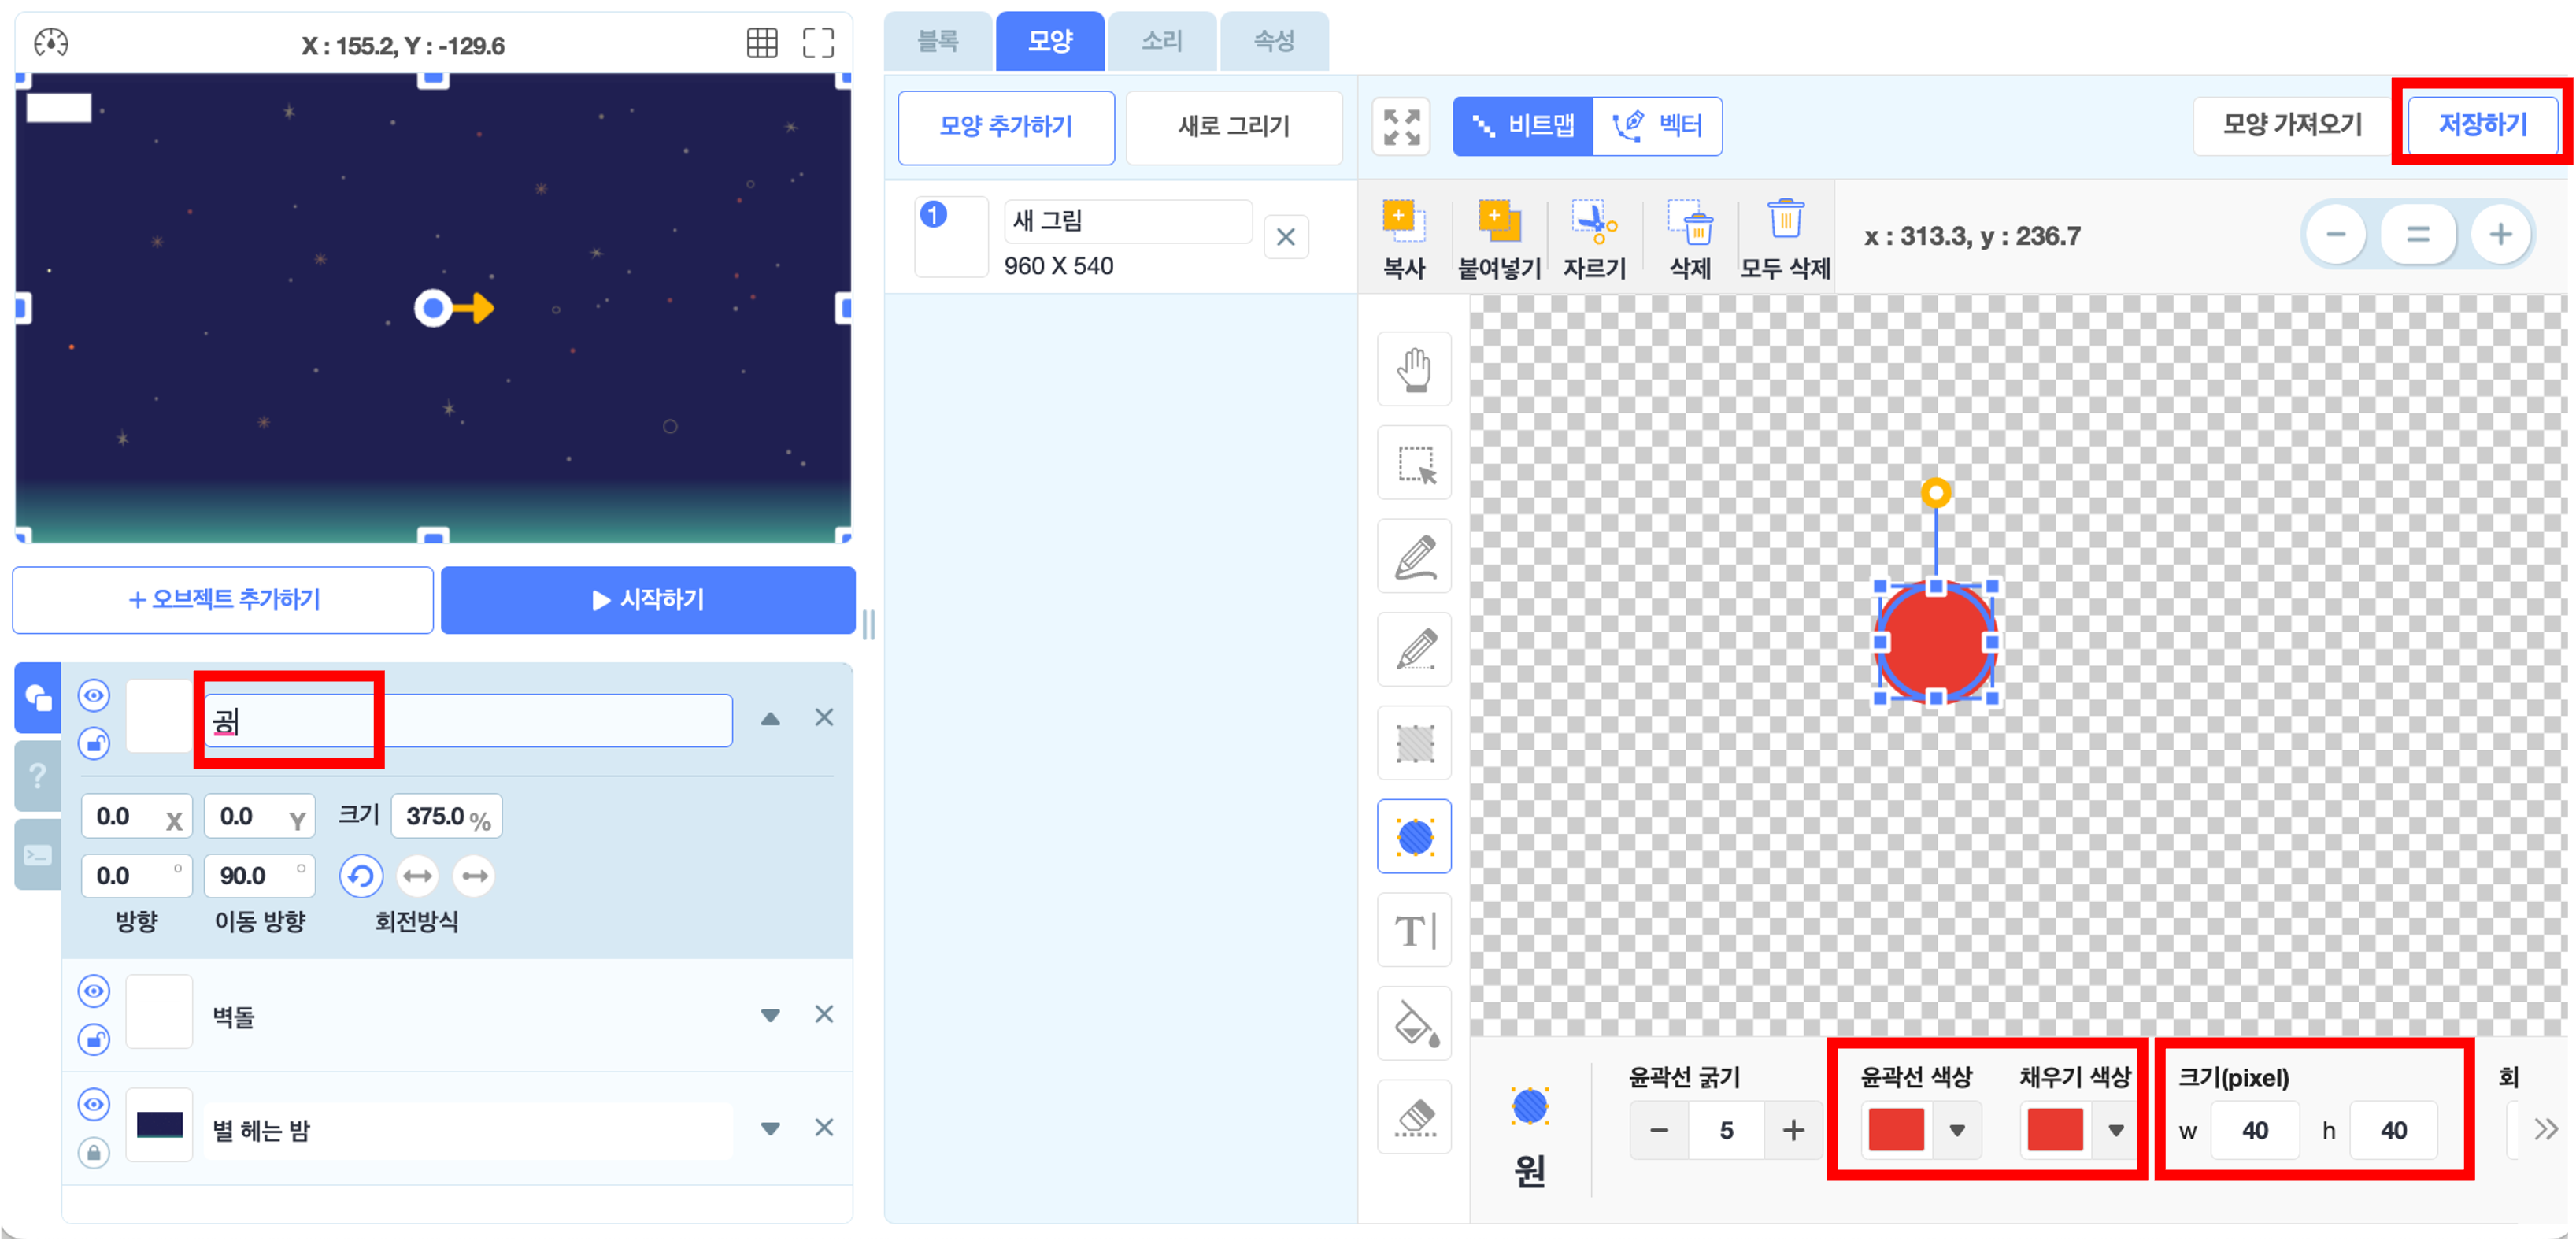 X : 155.2, Y : -129.6
블록
모양
소리
속성
모양 추가하기
새로 그리기
비트맵
벡터
모양 가져오기
저장하기
1
새 그림
960 X 540
복사
붙여넣기
자르기
삭제
모두 삭제
x : 313.3, y : 236.7
+ 오브젝트 추가하기
시작하기
공
0.0 X
0.0 Y
크기
375.0 %
0.0 °
90.0 °
방향
이동 방향
회전방식
벽돌
별 헤는 밤
T
원
윤곽선 굵기
5
윤곽선 색상
채우기 색상
크기(pixel)
w 40
h 40
회